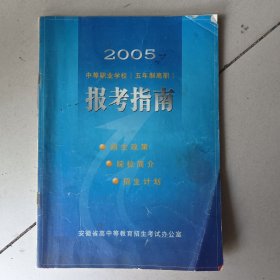 2005
中等职业学校(五年制高职)
报考指南
招生政策
院校简介
招生计划
安徽省高中等教育招生考试办公室